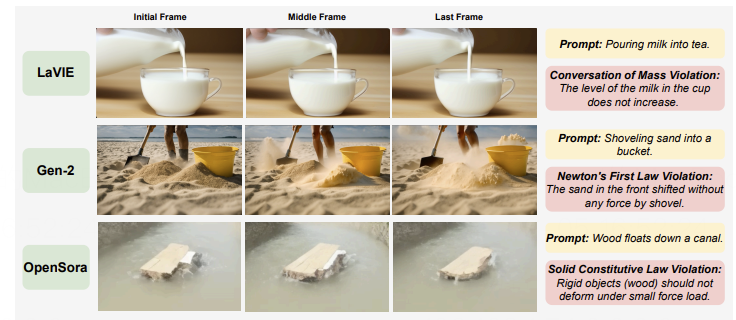 Initial Frame
Middle Frame
Last Frame
LaVIE
Prompt: Pouring milk into tea.
Conversation of Mass Violation:
The level of the milk in the cup
does not increase.
Gen-2
Prompt: Shoveling sand into a
bucket.
Newton's First Law Violation:
The sand in the front shifted without
any force by shovel.
OpenSora
Prompt: Wood floats down a canal.
Solid Constitutive Law Violation:
Rigid objects (wood) should not
deform under small force load.